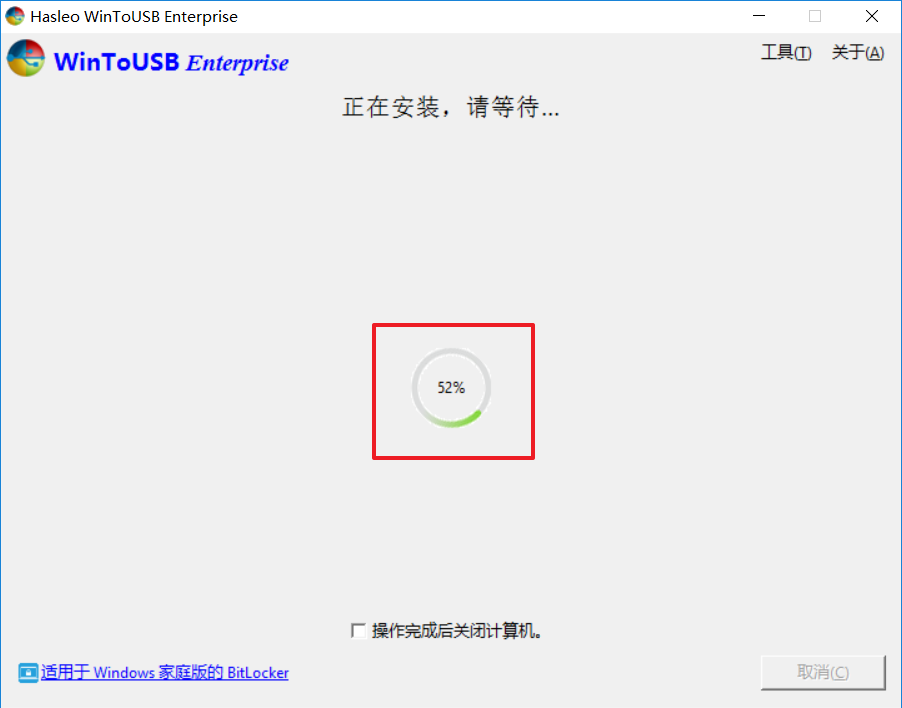 Hasleo WinToUSB Enterprise
WinToUSB Enterprise
工具(T) 关于(A)
正在安装，请等待...
52%
操作完成后关闭计算机。
适用于 Windows 家庭版的 BitLocker
取消(C)